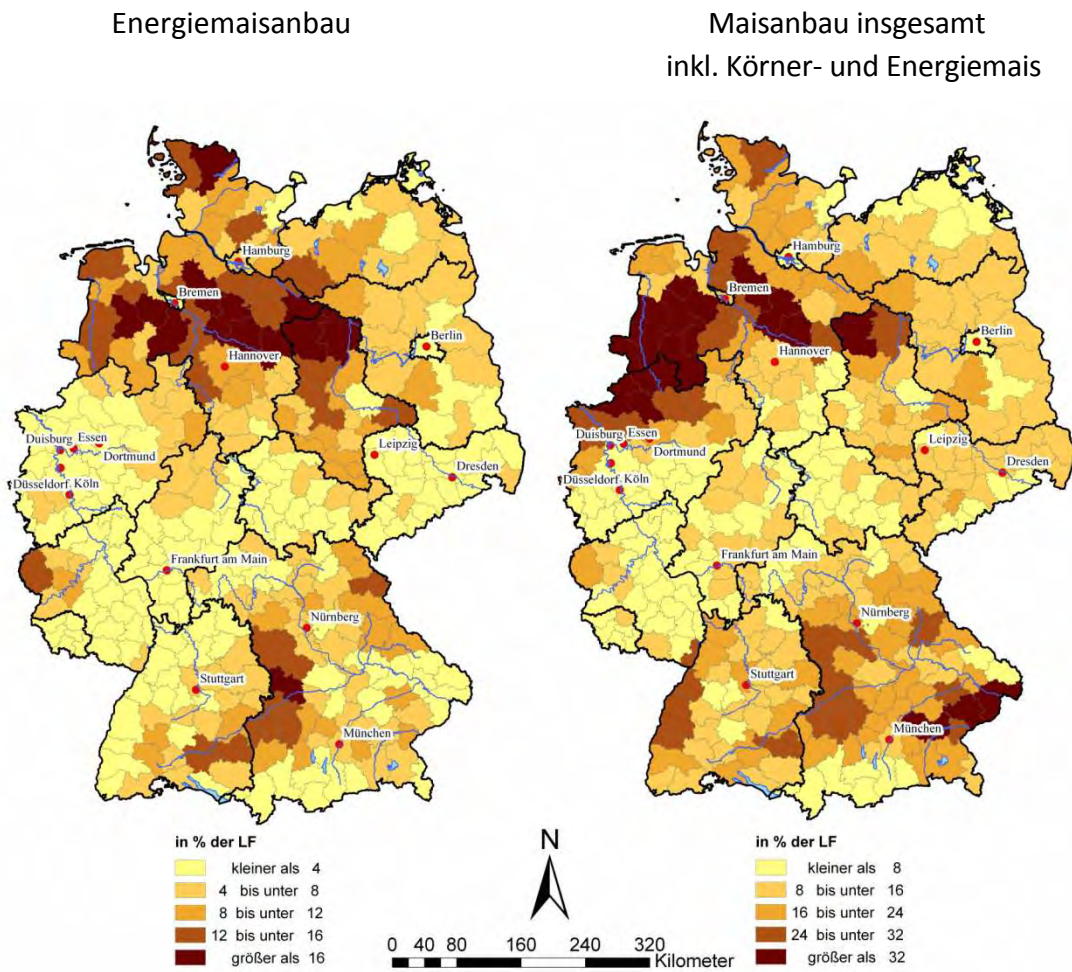 Energiemaisanbau
Maisanbau insgesamt
inkl. Körner- und Energiemais
Hamburg
Bremen
Berlin
Hannover
Duisburg
Essen
Dortmund
Düsseldorf
Köln
Leipzig
Dresden
Frankfurt am Main
Nürnberg
Stuttgart
München
Hamburg
Bremen
Berlin
Hannover
Duisburg
Essen
Dortmund
Düsseldorf
Köln
Leipzig
Dresden
Frankfurt am Main
Nürnberg
Stuttgart
München
in % der LF
kleiner als 4
4 bis unter 8
8 bis unter 12
12 bis unter 16
größer als 16
N
0 40 80 160 240 320
Kilometer
in % der LF
kleiner als 8
8 bis unter 16
16 bis unter 24
24 bis unter 32
größer als 32